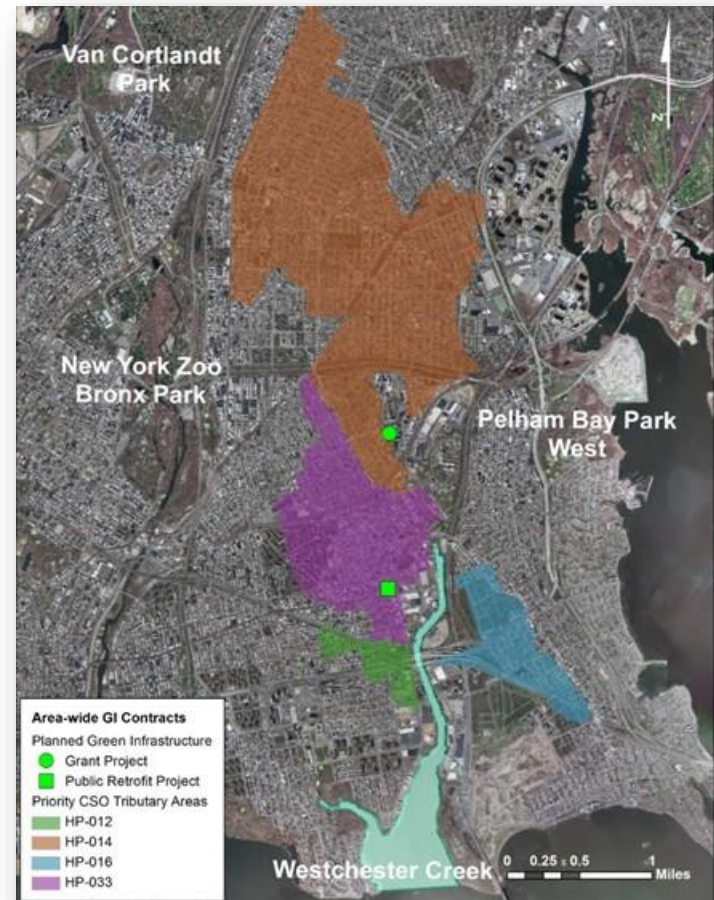 Van Cortlandt
Park
N
New York Zoo
Bronx Park
Pelham Bay Park
West
Area-wide GI Contracts
Planned Green Infrastructure
Grant Project
Public Retrofit Project
Priority CSO Tributary Areas
HP-012
HP-014
HP-016
HP-033
Westchester Creek
0 0.25 0.5 1
Miles